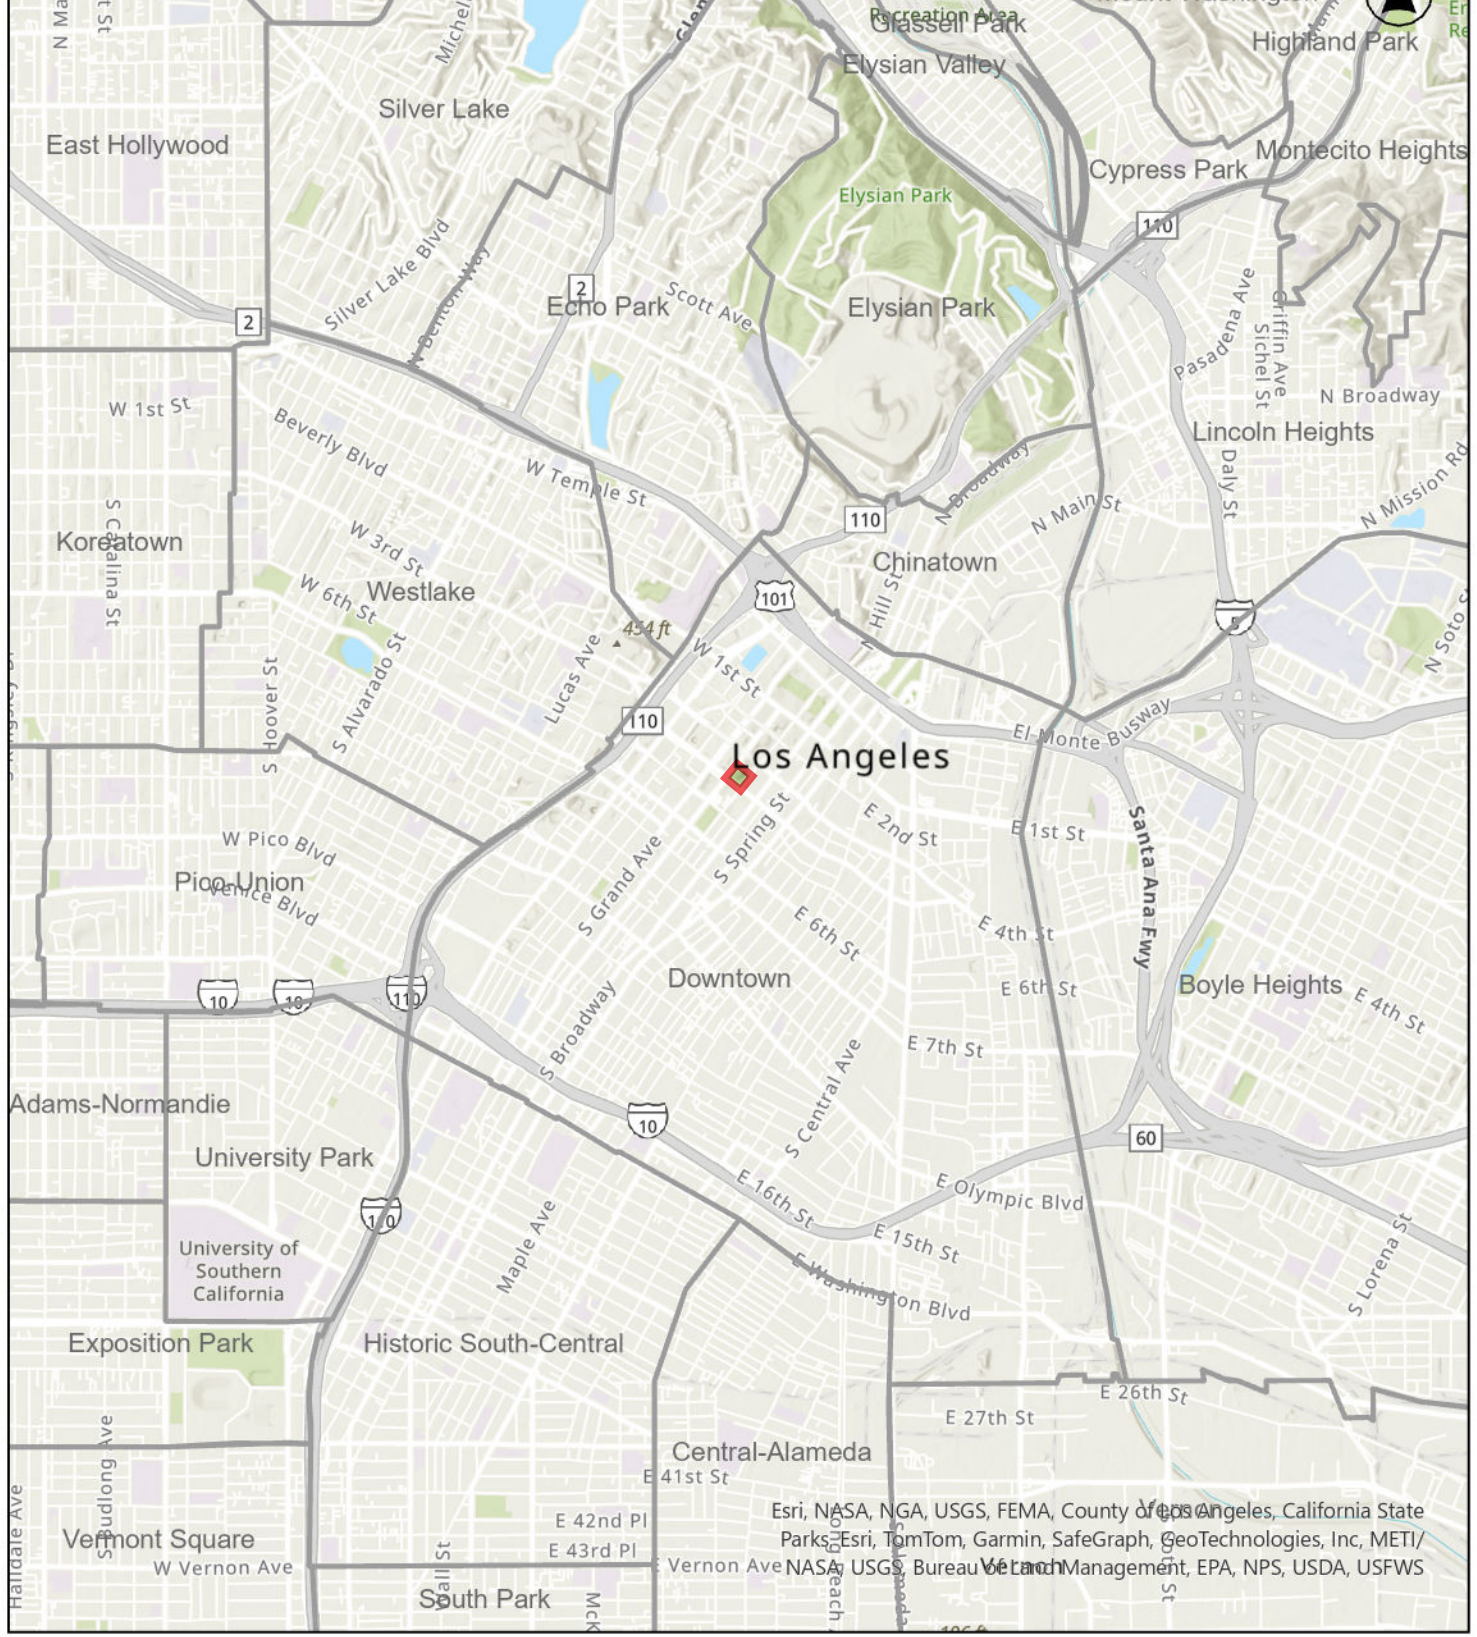 Recreation Area
Glassell Park
Highland Park
Elysian Valley
Silver Lake
East Hollywood
Montecito Heights
Cypress Park
Elysian Park
110
Silver Lake Blvd
N Benton Way
2
Echo Park
Scott Ave
Elysian Park
Pasadena Ave
Griffin Ave
Sichel St
2
W 1st St
N Broadway
Beverly Blvd
Lincoln Heights
W Temple St
N Broadway
Daly St
N Mission Rd
S Catalina St
Koreatown
W 3rd St
110
N Main St
Chinatown
Westlake
W 6th St
101
N Hill St
5
454 ft
N Soto St
W 1st St
Lucas Ave
S Alvarado St
S Hoover St
110
El Monte Busway
Los Angeles
S Spring St
E 2nd St
E 1st St
Santa Ana Fwy
W Pico Blvd
Pico-Union
Venice Blvd
S Grand Ave
E 6th St
E 4th St
Downtown
E 6th St
Boyle Heights
E 4th St
10
10
110
S Broadway
E 7th St
S Central Ave
Adams-Normandie
10
60
University Park
E 16th St
E Olympic Blvd
110
E 15th St
S Lorena St
Maple Ave
University of
Southern
California
E Washington Blvd
Exposition Park
Historic South-Central
E 26th St
E 27th St
S Budlong Ave
Central-Alameda
E 41st St
Halldale Ave
Vernon
Esri, NASA, NGA, USGS, FEMA, County of Los Angeles, California State
Parks, Esri, TomTom, Garmin, SafeGraph, GeoTechnologies, Inc, METI/
NASA, USGS, Bureau of Land Management, EPA, NPS, USDA, USFWS
E 42nd Pl
E 43rd Pl
Vermont Square
W Vernon Ave
Wall St
E Vernon Ave
Vernon
South Park